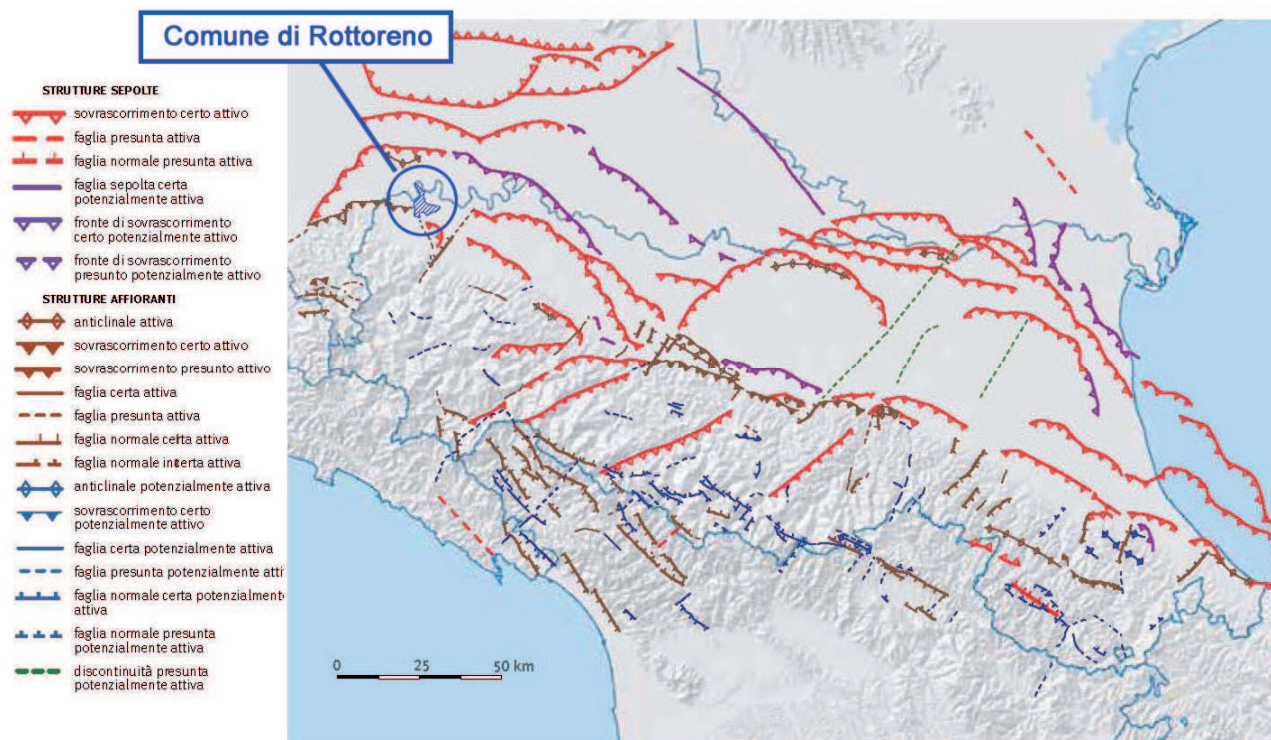 Comune di Rottoreno
STRUTTURE SEPOLTE
sovrascorrimento certo attivo
faglia presunta attiva
faglia normale presunta attiva
faglia sepolta certa
potenzialmente attiva
fronte di sovrascorrimento
certo potenzialmente attivo
fronte di sovrascorrimento
presunto potenzialmente attivo
STRUTTURE AFFIORANTI
anticlinale attiva
sovrascorrimento certo attivo
sovrascorrimento presunto attivo
faglia certa attiva
faglia presunta attiva
faglia normale certa attiva
faglia normale incerta attiva
anticlinale potenzialmente attiva
sovrascorrimento certo
potenzialmente attivo
faglia certa potenzialmente attiva
faglia presunta potenzialmente atti
faglia normale certa potenzialment
attiva
faglia normale presunta
potenzialmente attiva
discontinuità presunta
potenzialmente attiva
0 25 50 km